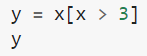 y = x[x > 3]
y